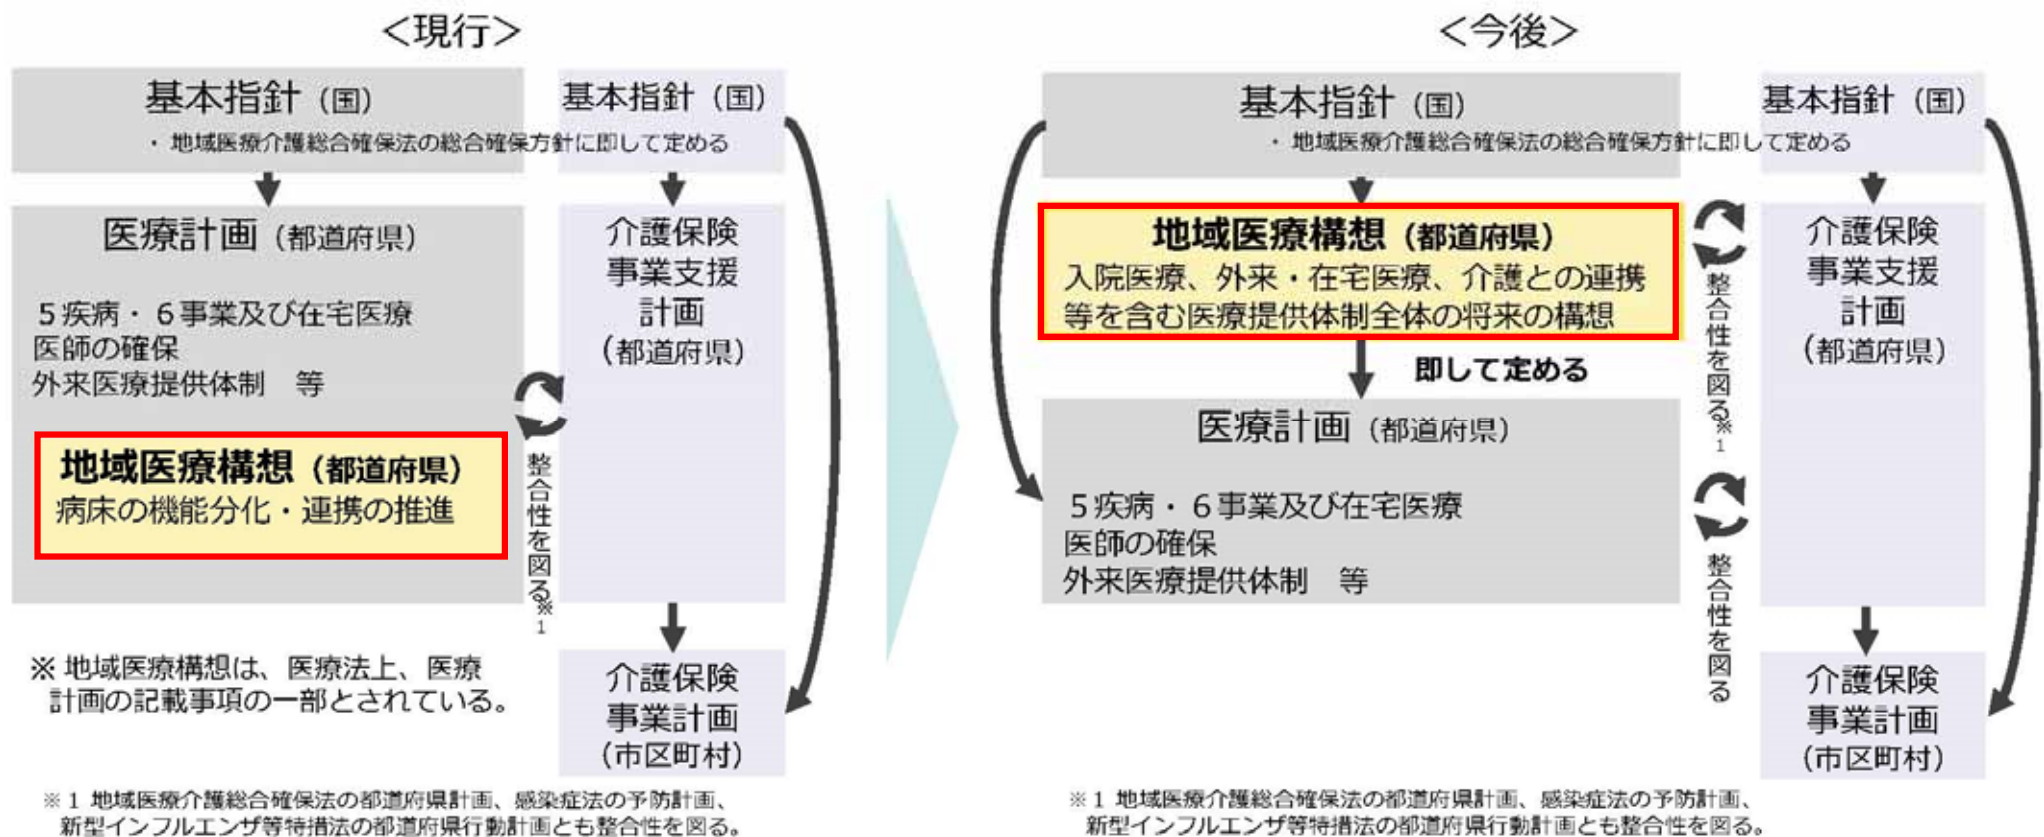 ＜現行＞
基本指針（国）
・ 地域医療介護総合確保法の総合確保方針に即して定める
基本指針（国）
医療計画（都道府県）
５疾病・６事業及び在宅医療
医師の確保
外来医療提供体制　等
地域医療構想（都道府県）
病床の機能分化・連携の推進
整合性を図る※1
介護保険
事業支援
計画
（都道府県）
介護保険
事業計画
（市区町村）
※ 地域医療構想は、医療法上、医療
計画の記載事項の一部とされている。
※１ 地域医療介護総合確保法の都道府県計画、感染症法の予防計画、
新型インフルエンザ等特措法の都道府県行動計画とも整合性を図る。
＜今後＞
基本指針（国）
・ 地域医療介護総合確保法の総合確保方針に即して定める
基本指針（国）
地域医療構想（都道府県）
入院医療、外来・在宅医療、介護との連携
等を含む医療提供体制全体の将来の構想
即して定める
医療計画（都道府県）
５疾病・６事業及び在宅医療
医師の確保
外来医療提供体制　等
整合性を図る※1
整合性を図る
介護保険
事業支援
計画
（都道府県）
介護保険
事業計画
（市区町村）
※１ 地域医療介護総合確保法の都道府県計画、感染症法の予防計画、
新型インフルエンザ等特措法の都道府県行動計画とも整合性を図る。